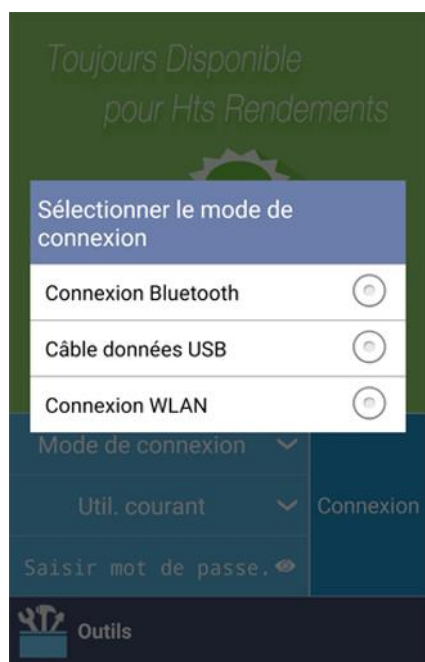 Toujours Disponible
pour Hts Rendements
Sélectionner le mode de
connexion
Connexion Bluetooth
Câble données USB
Connexion WLAN
Mode de connexion
Util. courant
Connexion
Saisir mot de passe.
Outils